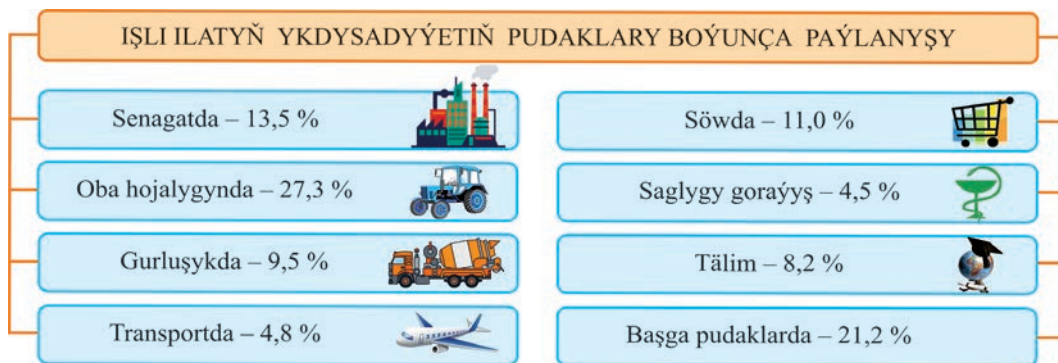 IŞLI ILATYŇ YKDYSADYÝETIŇ PUDAKLARY BOÝUNÇA PAÝLANYŞY
Senagatda – 13,5 %
Oba hojalygynda – 27,3 %
Gurluşykda – 9,5 %
Transportda – 4,8 %
Söwda – 11,0 %
Saglygy goraýyş – 4,5 %
Tälim – 8,2 %
Başga pudaklarda – 21,2 %